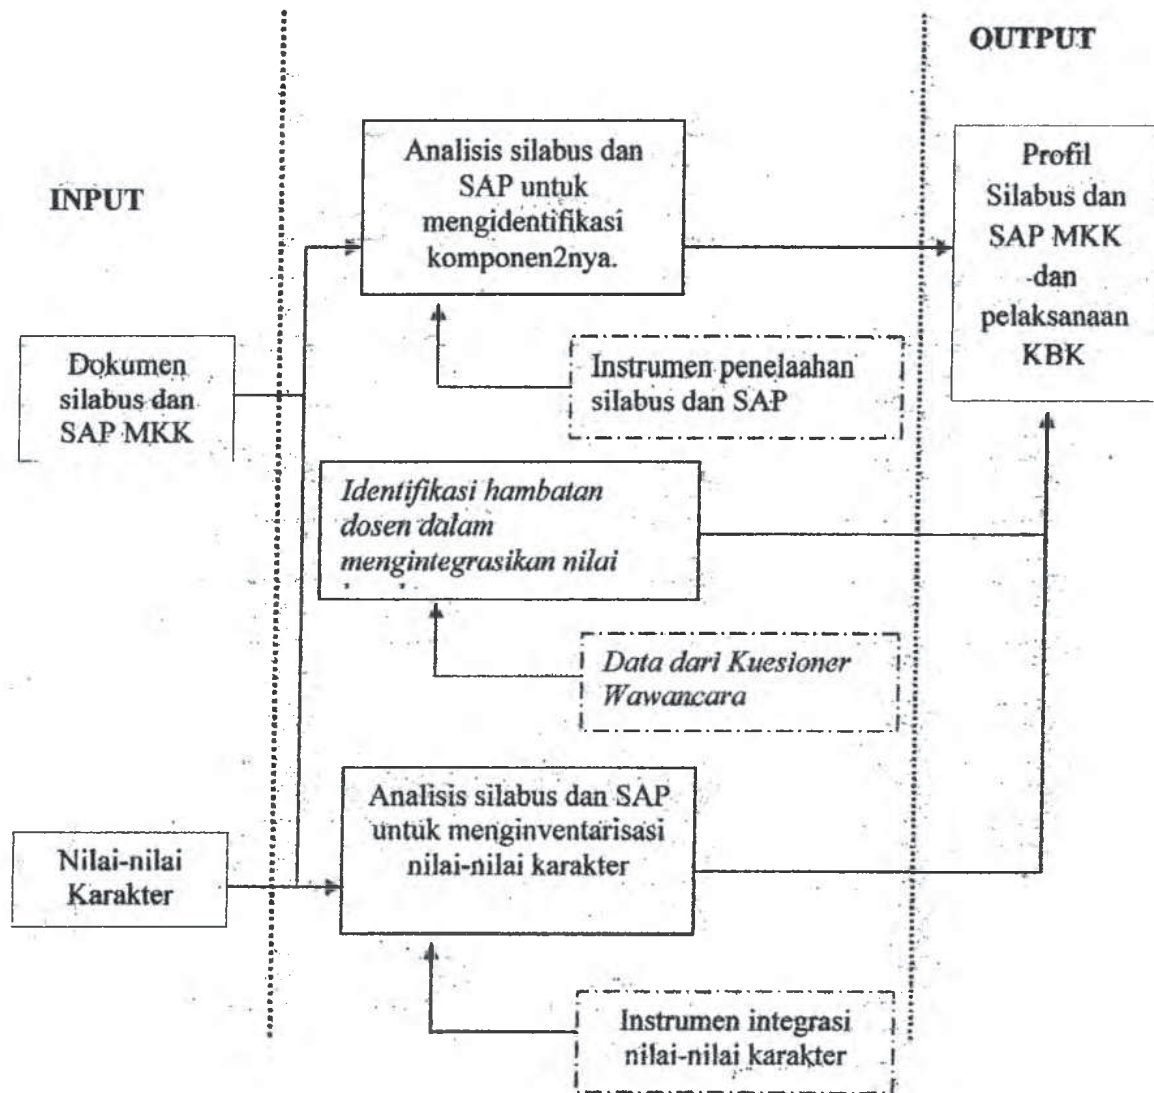 INPUT
Dokumen
silabus dan
SAP MKK
Nilai-nilai
Karakter
Analisis silabus dan
SAP untuk
mengidentifikasi
komponen2nya.
Instrumen penelaahan
silabus dan SAP
Identifikasi hambatan
dosen dalam
mengintegrasikan nilai
Data dari Kuesioner
Wawancara
Analisis silabus dan SAP
untuk menginventarisasi
nilai-nilai karakter
Instrumen integrasi
nilai-nilai karakter
OUTPUT
Profil
Silabus dan
SAP MKK
dan
pelaksanaan
KBK